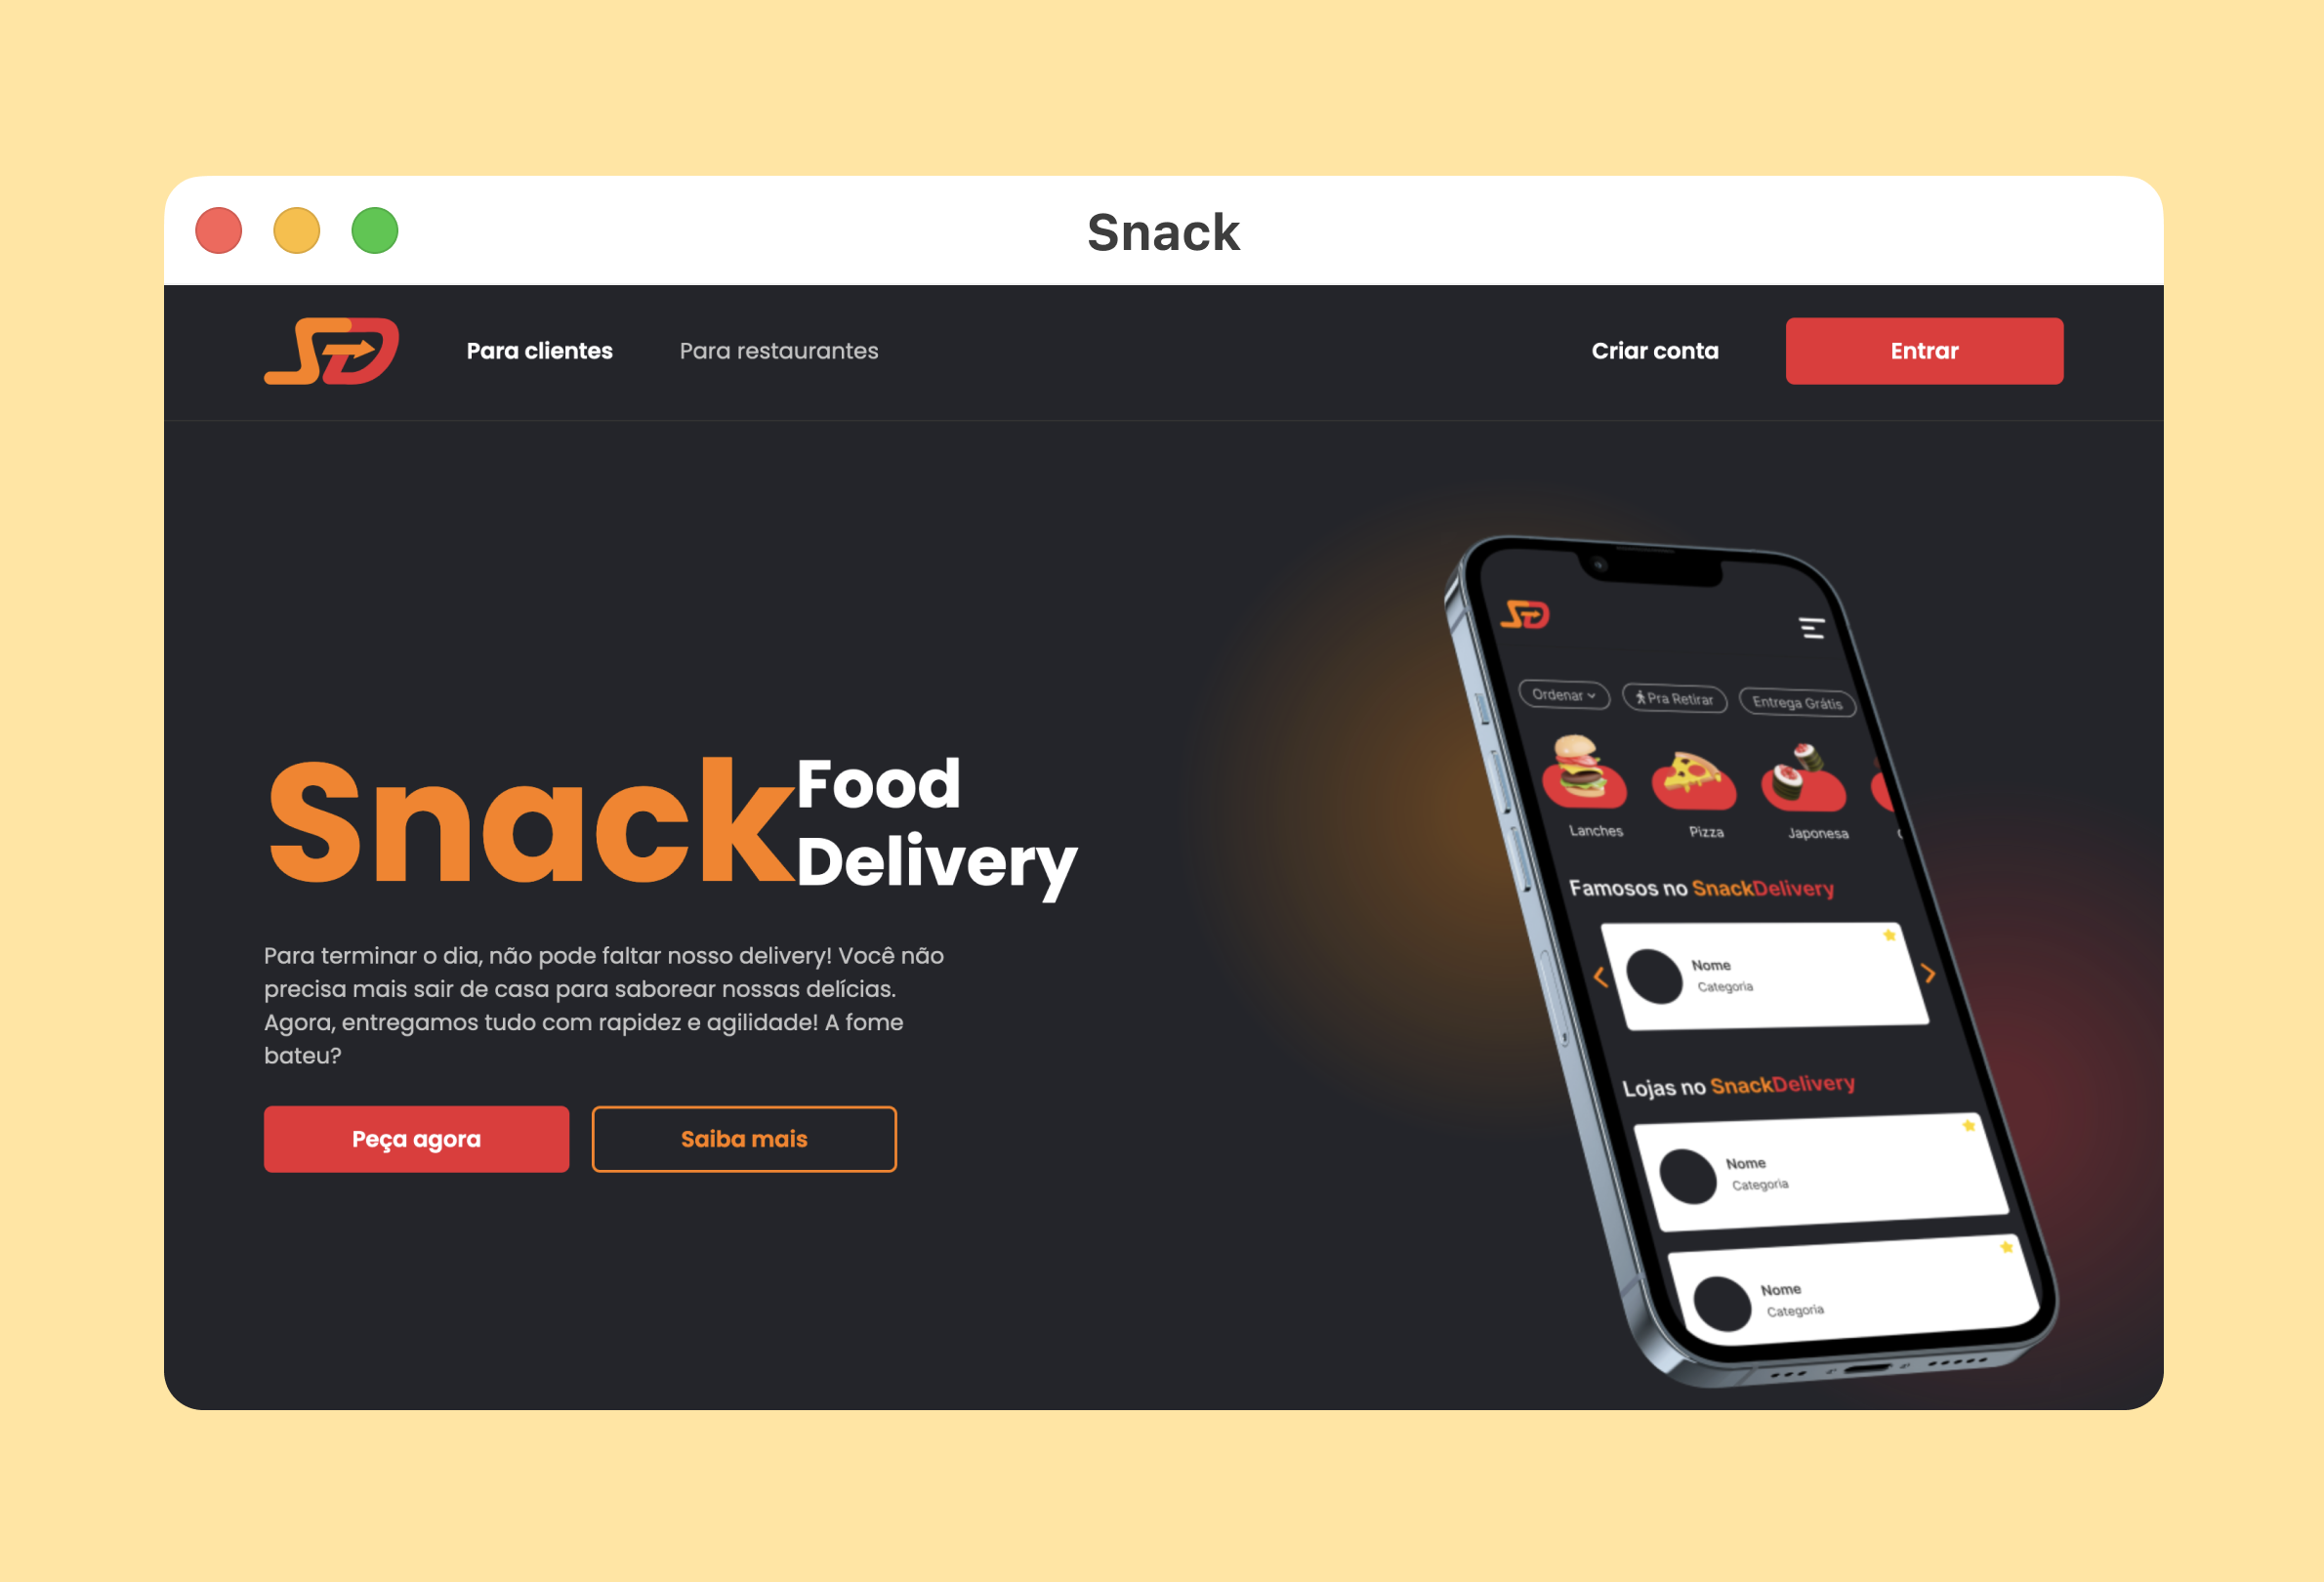 Snack
SD
Para clientes
Para restaurantes
Criar conta
Entrar
Snack
Food
Delivery
Para terminar o dia, não pode faltar nosso delivery! Você não
precisa mais sair de casa para saborear nossas delícias.
Agora, entregamos tudo com rapidez e agilidade! A fome
bateu?
Peça agora
Saiba mais
SD
Ordenar
Pra Retirar
Entrega Grátis
Lanches
Pizza
Japonesa
Famosos no SnackDelivery
Nome
Categoria
Lojas no SnackDelivery
Nome
Categoria
Nome
Categoria